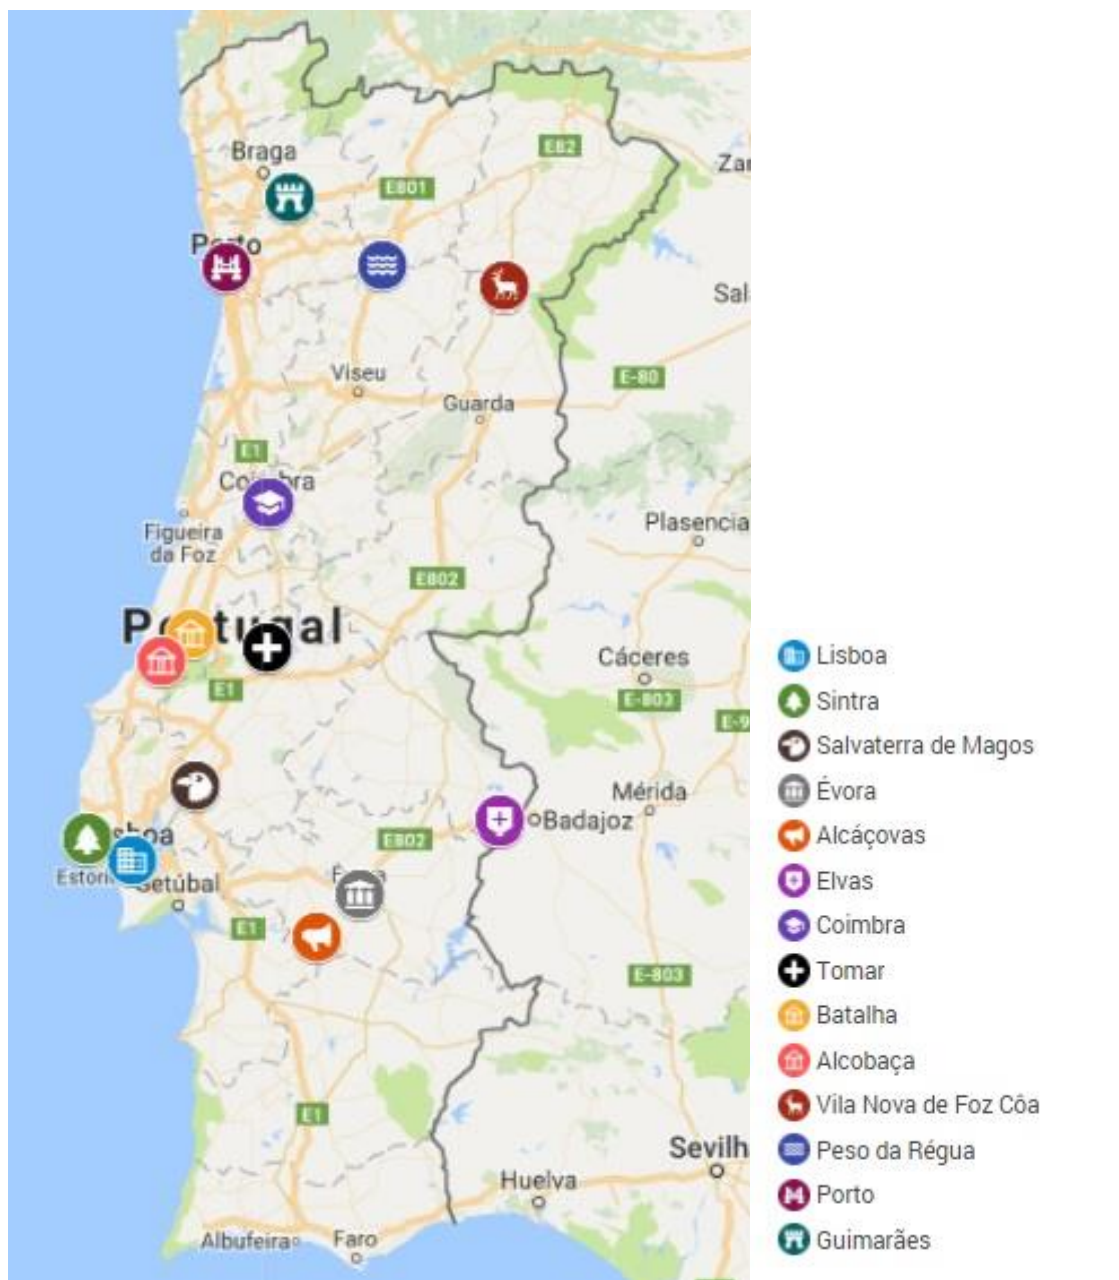 Braga
E82
Zar
E801
Porto
Sal
Viseu
E-80
Guarda
E1
Coimbra
Plasencia
Figueira
da Foz
E802
Portugal
Cáceres
E1
E-803
E-9
Mérida
Badajoz
Lisboa
E802
Estoril
Setúbal
Évora
E1
E-803
E1
Sevilh
Huelva
Albufeira
Faro
Lisboa
Sintra
Salvaterra de Magos
Évora
Alcáçovas
Elvas
Coimbra
Tomar
Batalha
Alcobaça
Vila Nova de Foz Côa
Peso da Régua
Porto
Guimarães